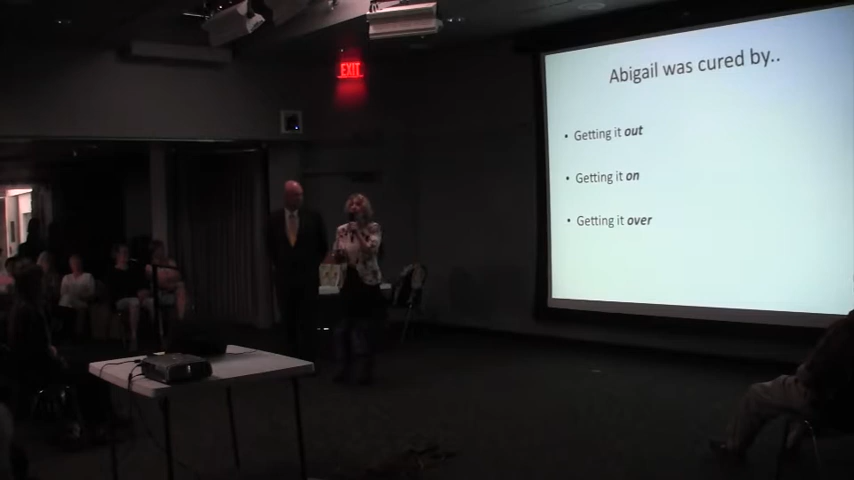 EXIT
Abigail was cured by..
• Getting it out
• Getting it on
• Getting it over